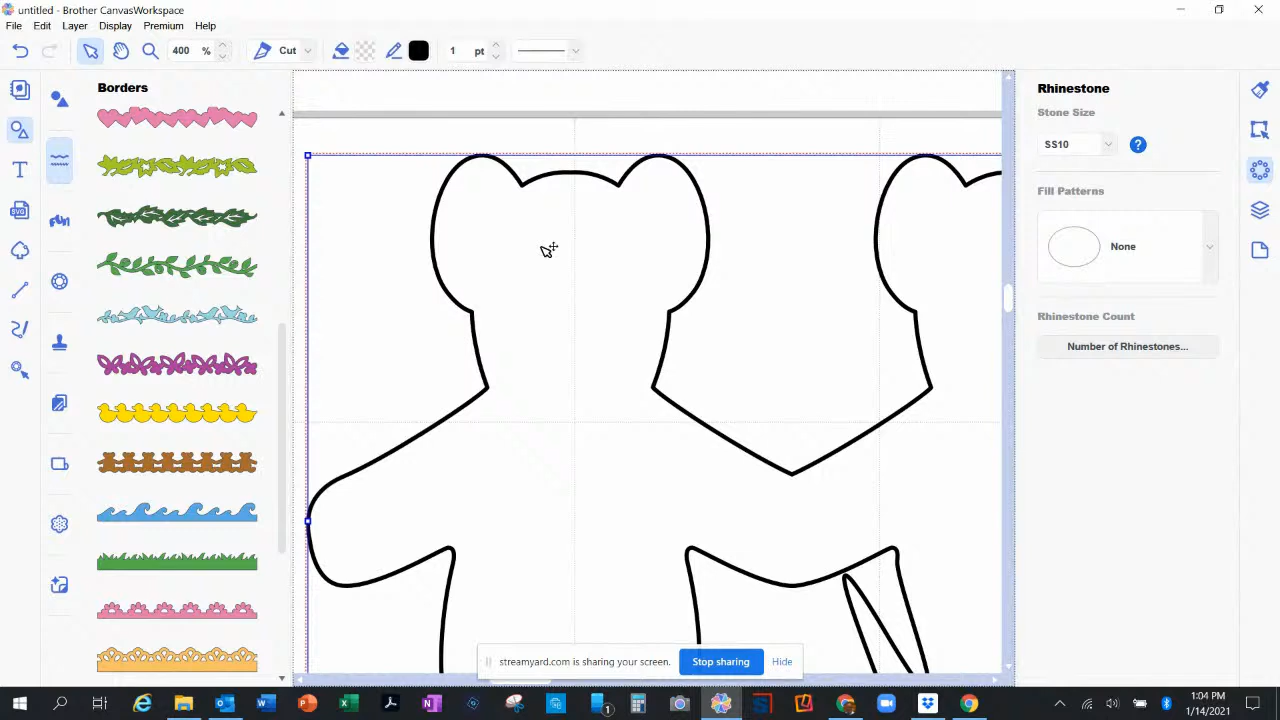 untitled - Brother CanvasWorkspace
File Edit Layer Display Premium Help
400 % Cut 1 pt
Borders
Rhinestone
Stone Size
SS10 ?
Fill Patterns
None
Rhinestone Count
Number of Rhinestones...
T
SVG
streamyard.com is sharing your screen. Stop sharing Hide
1:04 PM
1/14/2021